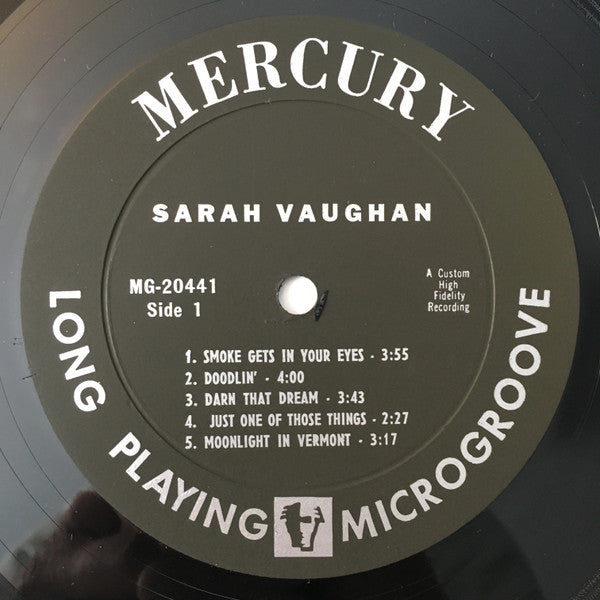 MERCURY
SARAH VAUGHAN
MG-20441
Side 1
A Custom
High
Fidelity
Recording
1. SMOKE GETS IN YOUR EYES - 3:55
2. DOODLIN' - 4:00
3. DARN THAT DREAM - 3:43
4. JUST ONE OF THOSE THINGS - 2:27
5. MOONLIGHT IN VERMONT - 3:17
LONG PLAYING MICROGROOVE